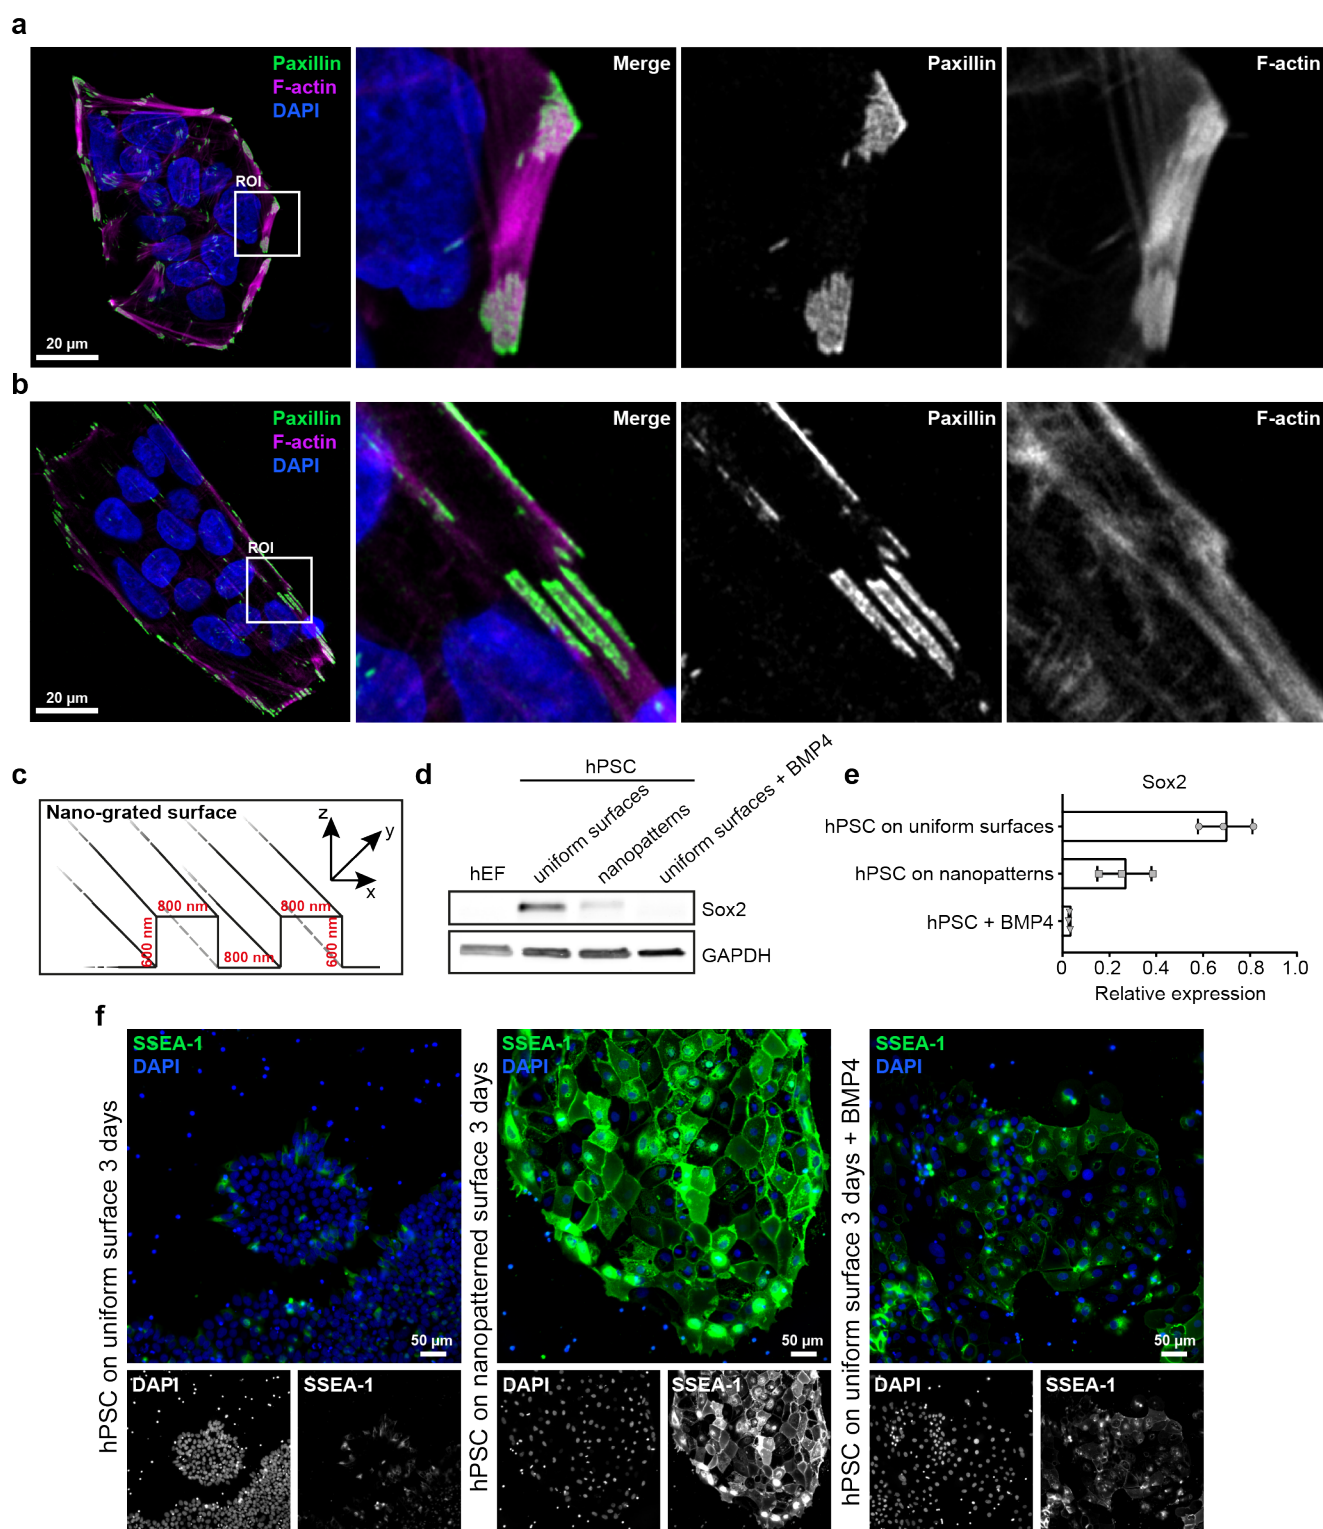 a
Paxillin
F-actin
DAPI
ROI
20 µm
Merge
Paxillin
F-actin
b
Paxillin
F-actin
DAPI
ROI
20 µm
Merge
Paxillin
F-actin
c
Nano-grated surface
z
y
x
800 nm
800 nm
600 nm
800 nm
600 nm
d
hPSC
hEF
uniform surfaces
nanopatterns
uniform surfaces + BMP4
Sox2
GAPDH
e
Sox2
hPSC on uniform surfaces
hPSC on nanopatterns
hPSC + BMP4
0 0.2 0.4 0.6 0.8 1.0
Relative expression
f
hPSC on uniform surface 3 days
SSEA-1
DAPI
50 µm
DAPI
SSEA-1
hPSC on nanopatterned surface 3 days
SSEA-1
DAPI
50 µm
DAPI
SSEA-1
hPSC on uniform surface 3 days + BMP4
SSEA-1
DAPI
50 µm
DAPI
SSEA-1